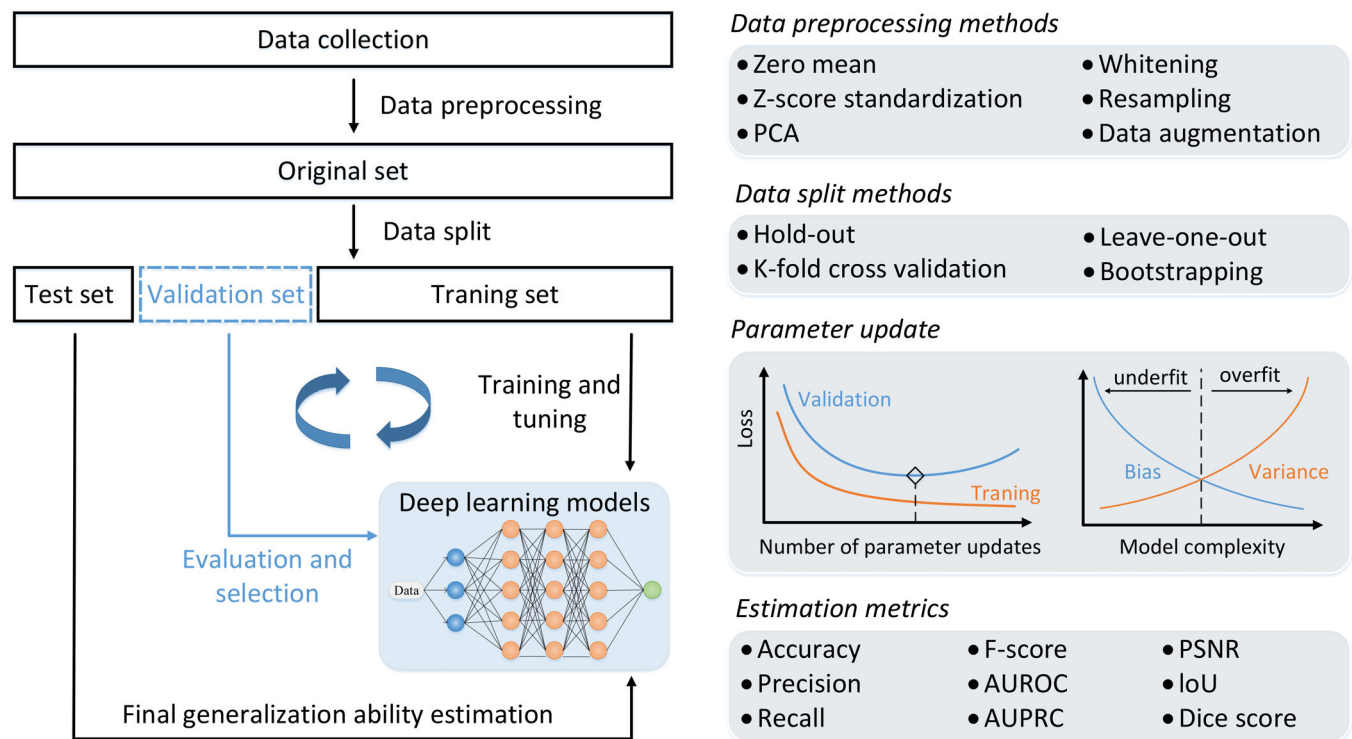 Data collection
Data preprocessing
Original set
Data split
Test set
Validation set
Traning set
Training and
tuning
Deep learning models
Data
Evaluation and
selection
Final generalization ability estimation
Data preprocessing methods
• Zero mean
• Whitening
• Z-score standardization
• Resampling
• PCA
• Data augmentation
Data split methods
• Hold-out
• Leave-one-out
• K-fold cross validation
• Bootstrapping
Parameter update
Loss
Validation
Traning
Number of parameter updates
underfit
overfit
Bias
Variance
Model complexity
Estimation metrics
• Accuracy
• F-score
• PSNR
• Precision
• AUROC
• IoU
• Recall
• AUPRC
• Dice score